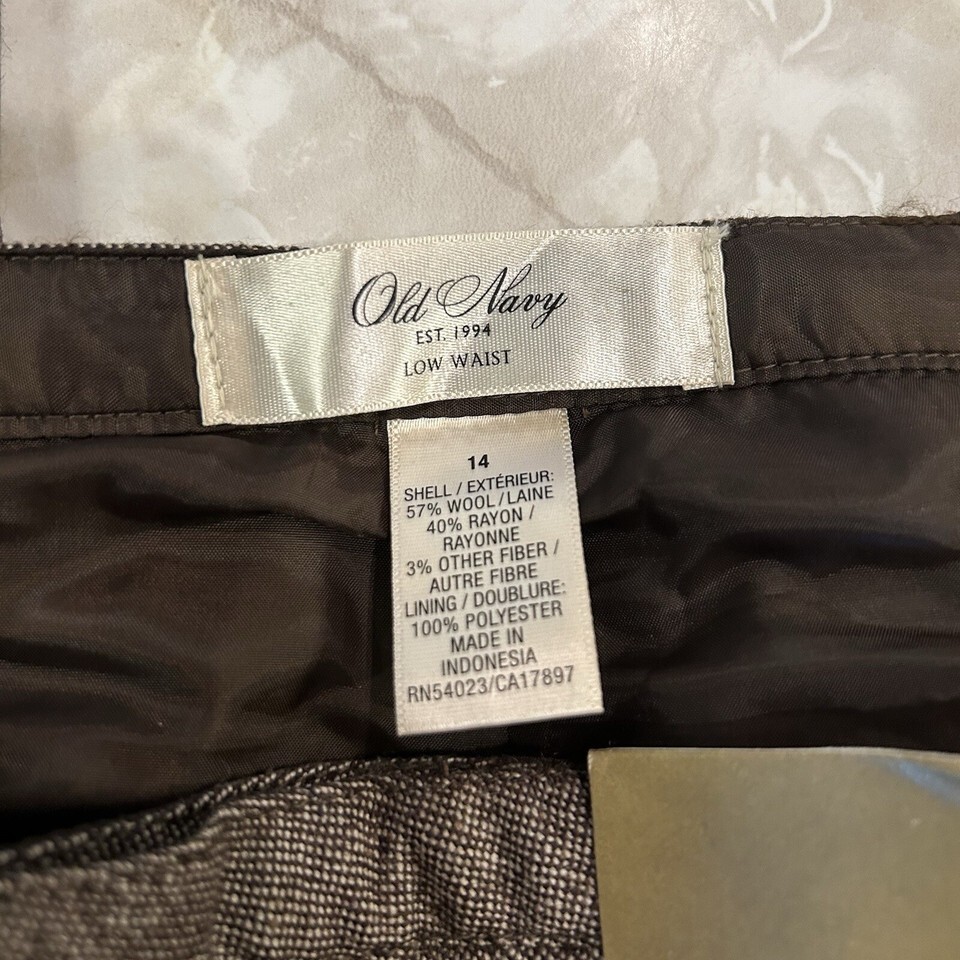 Old Navy
EST. 1994
LOW WAIST
14
SHELL / EXTÉRIEUR:
57% WOOL / LAINE
40% RAYON /
RAYONNE
3% OTHER FIBER /
AUTRE FIBRE
LINING / DOUBLURE:
100% POLYESTER
MADE IN
INDONESIA
RN54023/CA17897